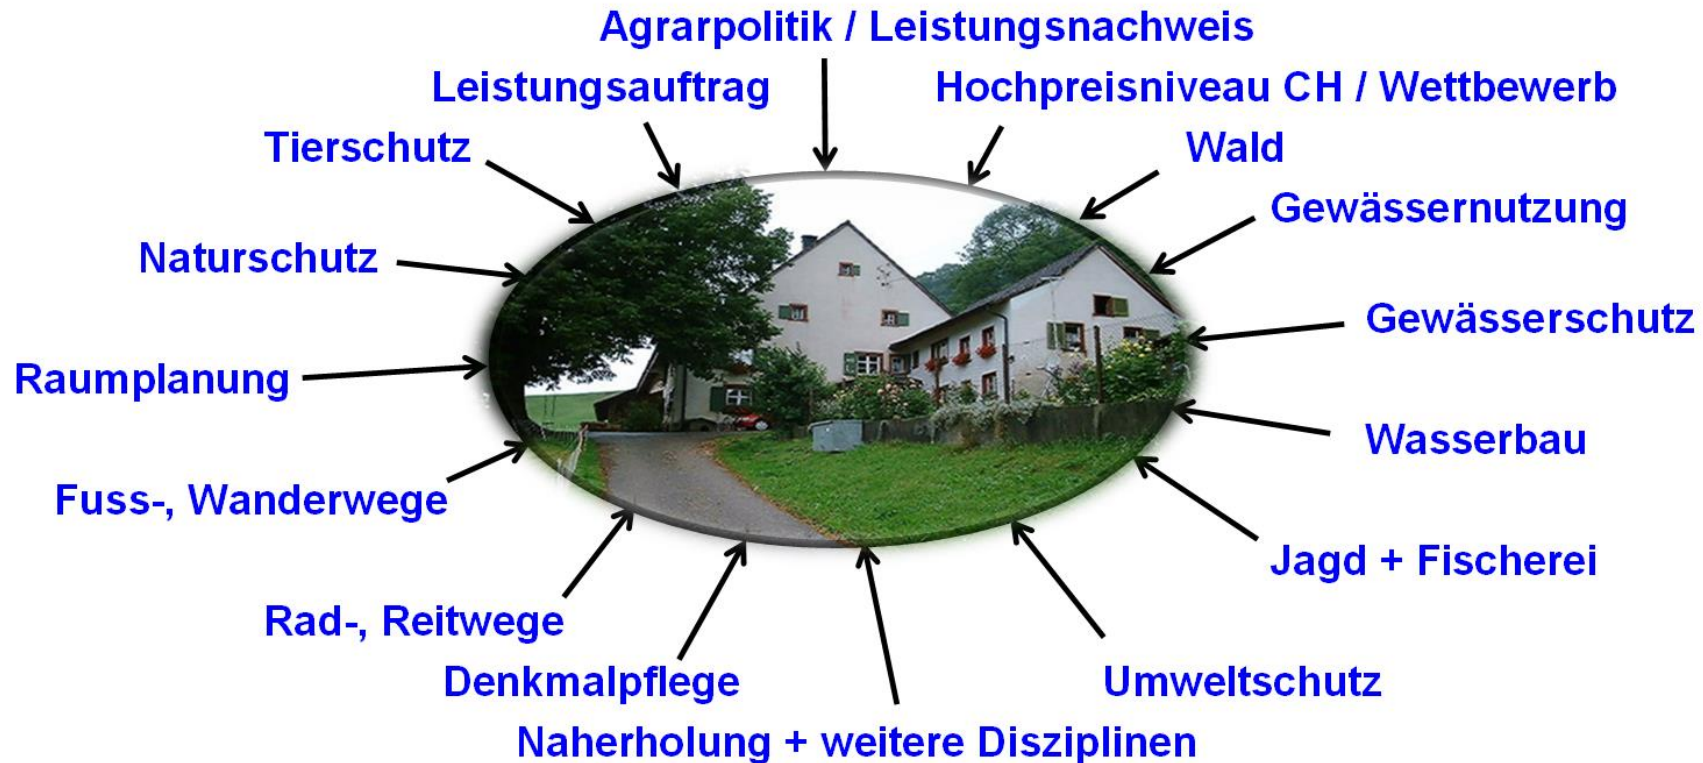 Agrarpolitik / Leistungsnachweis
Leistungsauftrag
Hochpreisniveau CH / Wettbewerb
Tierschutz
Wald
Gewässernutzung
Naturschutz
Gewässerschutz
Raumplanung
Wasserbau
Fuss-, Wanderwege
Jagd + Fischerei
Rad-, Reitwege
Denkmalpflege
Umweltschutz
Naherholung + weitere Disziplinen